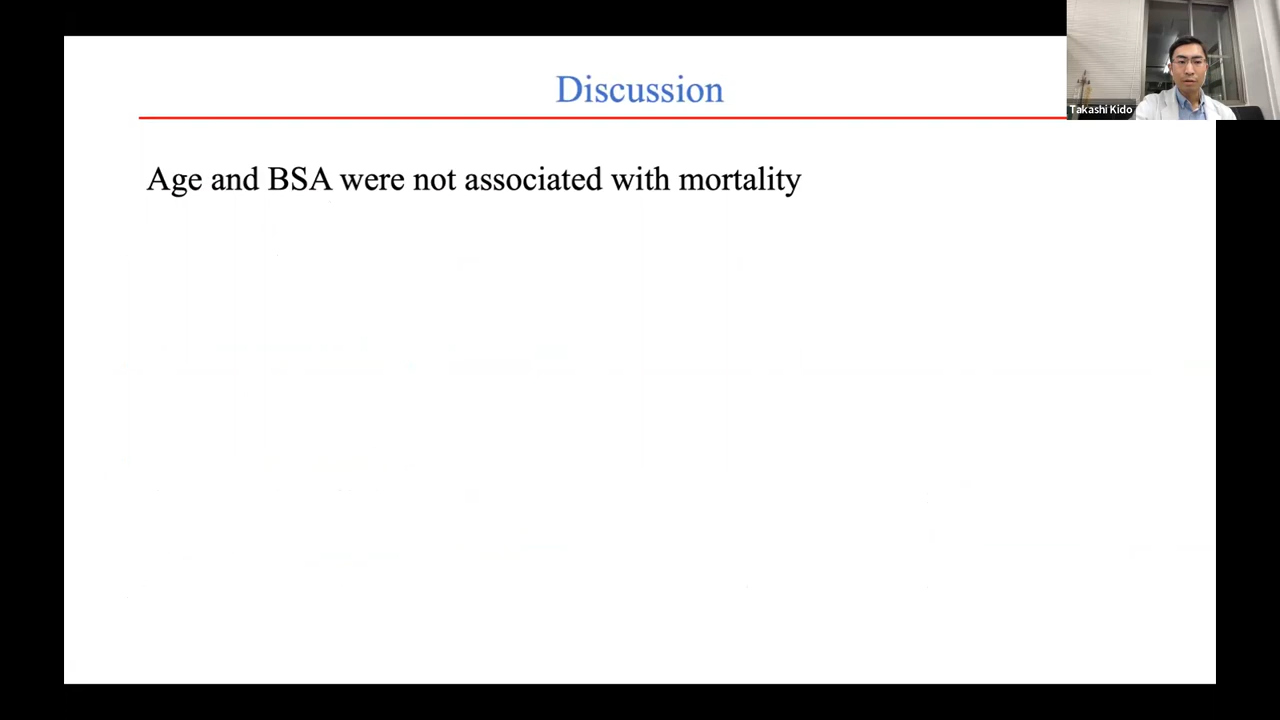 Discussion
Takashi Kido
Age and BSA were not associated with mortality